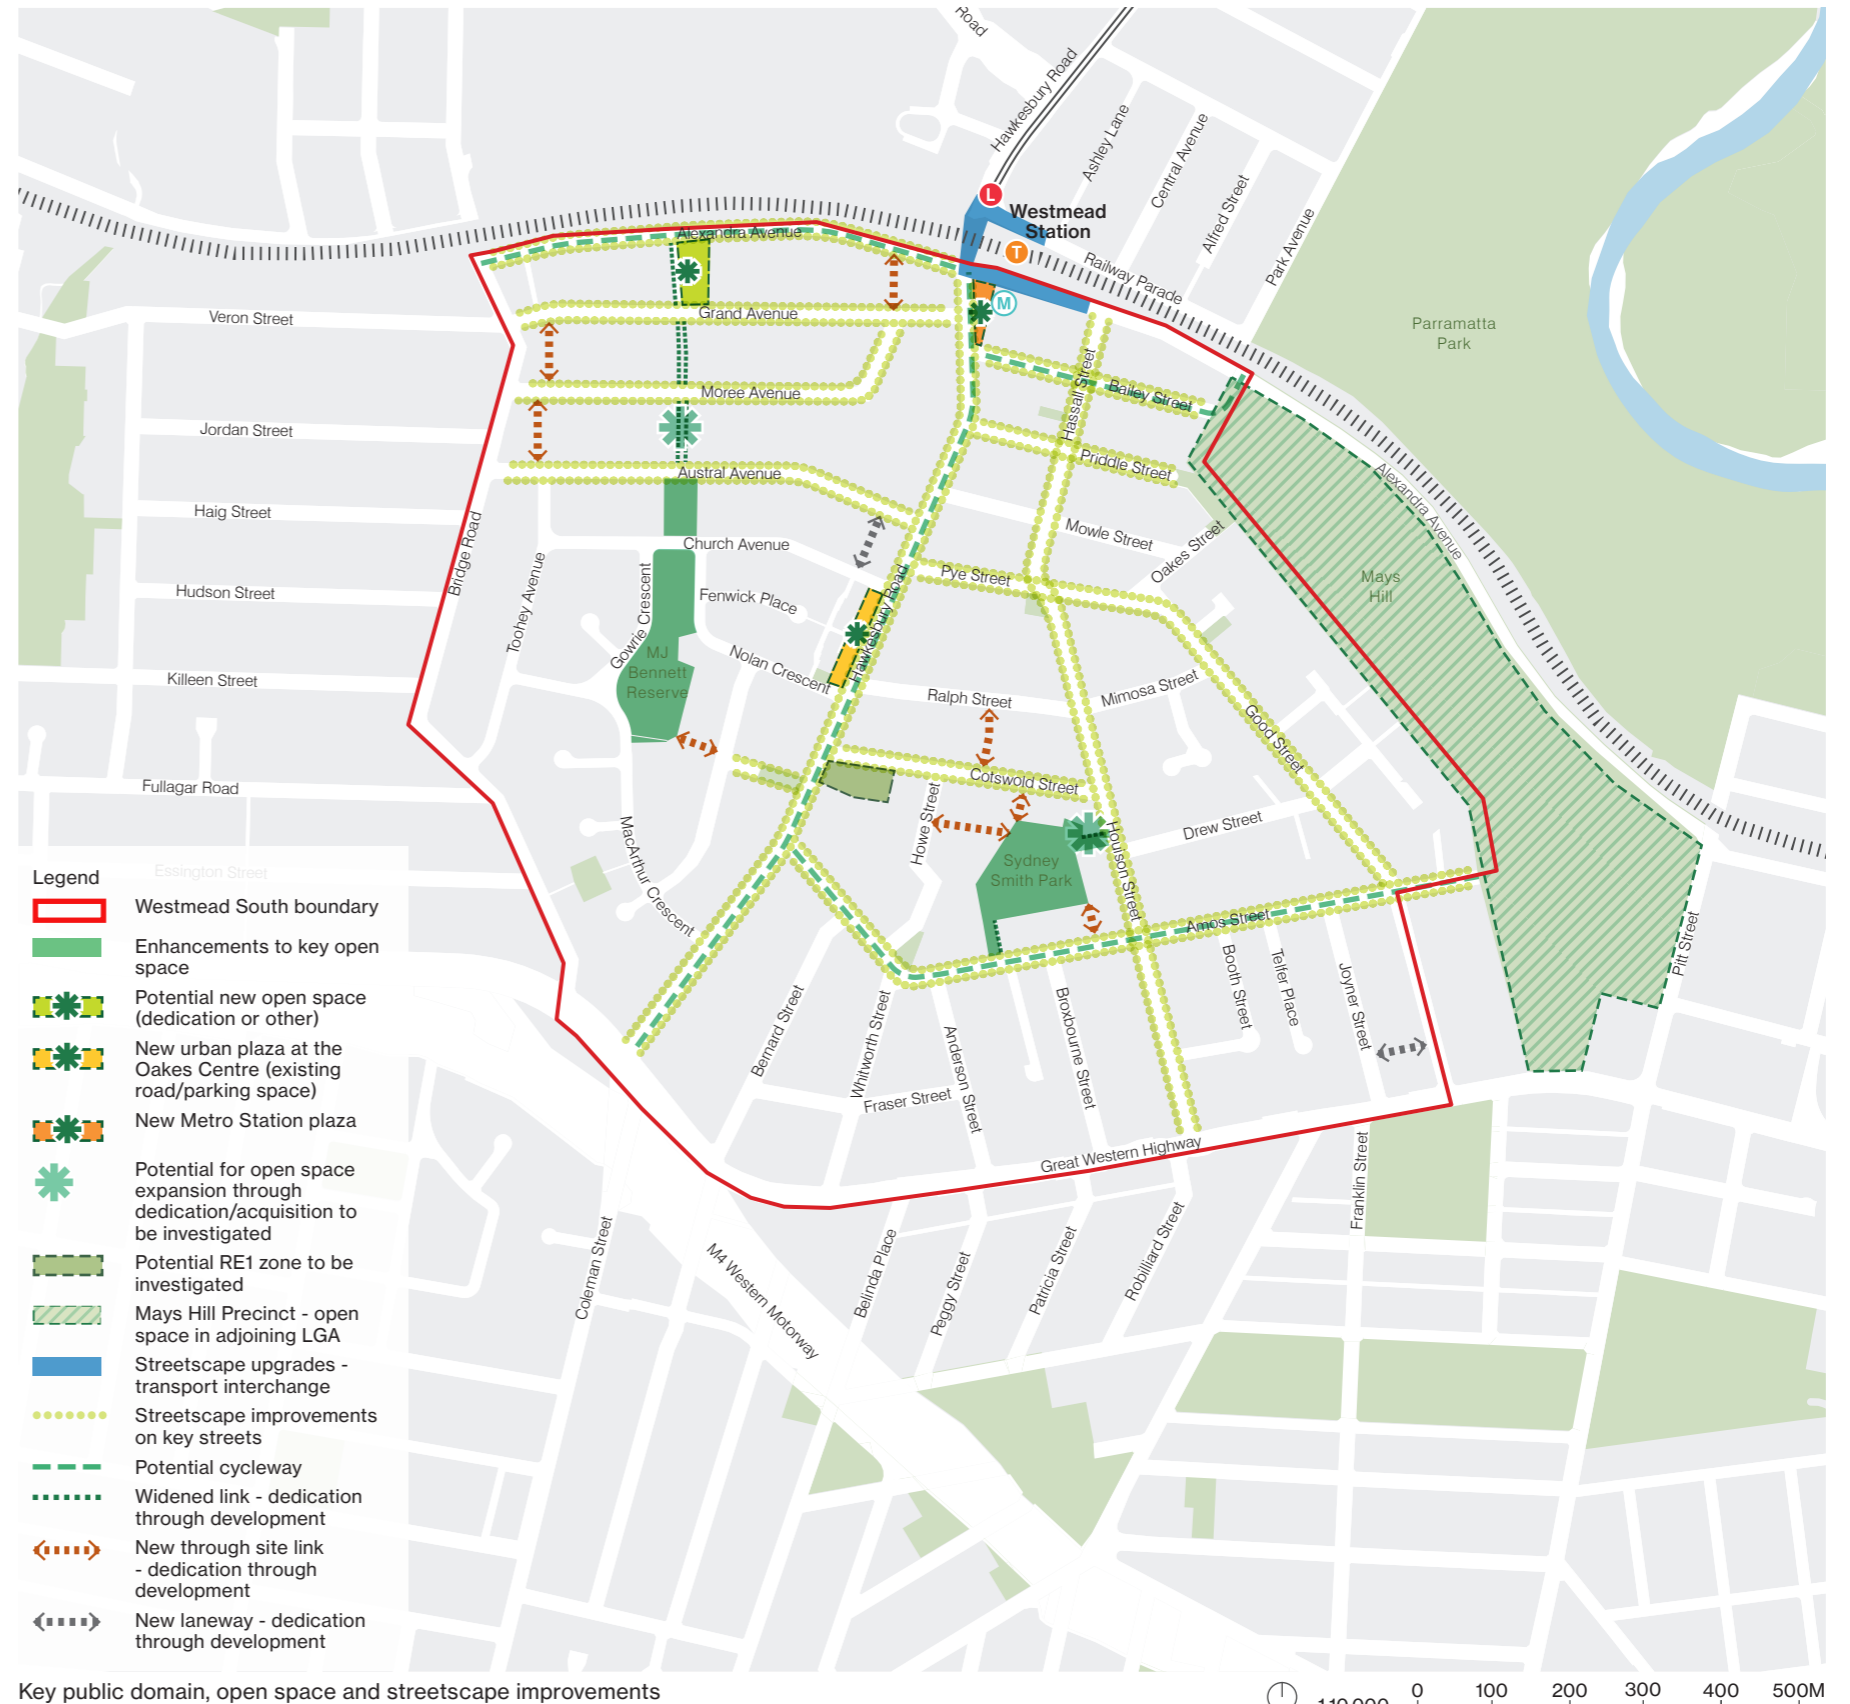 Road
Hawkesbury Road
Ashley Lane
Central Avenue
Alfred Street
Park Avenue
L
Westmead
Station
T
M
Railway Parade
Parramatta
Park
Alexandra Avenue
Veron Street
Grand Avenue
Hassall Street
Bailey Street
Moree Avenue
Jordan Street
Priddle Street
Austral Avenue
Alexandra Avenue
Haig Street
Bridge Road
Church Avenue
Mowle Street
Oakes Street
Pye Street
Mays
Hill
Hudson Street
Toohey Avenue
Gowrie Crescent
Fenwick Place
Hawkesbury Road
MJ
Bennett
Reserve
Nolan Crescent
Killeen Street
Ralph Street
Mimosa Street
Good Street
Fullagar Road
Cotswold Street
Howe Street
MacArthur Crescent
Houison Street
Drew Street
Sydney
Smith Park
Essington Street
Amos Street
Pitt Street
Booth Street
Telfer Place
Joyner Street
Bernard Street
Whitworth Street
Anderson Street
Broxbourne Street
Fraser Street
Great Western Highway
Franklin Street
Coleman Street
M4 Western Motorway
Belinda Place
Peggy Street
Patricia Street
Robilliard Street
Legend
Westmead South boundary
Enhancements to key open
space
Potential new open space
(dedication or other)
New urban plaza at the
Oakes Centre (existing
road/parking space)
New Metro Station plaza
Potential for open space
expansion through
dedication/acquisition to
be investigated
Potential RE1 zone to be
investigated
Mays Hill Precinct - open
space in adjoining LGA
Streetscape upgrades -
transport interchange
Streetscape improvements
on key streets
Potential cycleway
Widened link - dedication
through development
New through site link
- dedication through
development
New laneway - dedication
through development
Key public domain, open space and streetscape improvements
0 100 200 300 400 500M